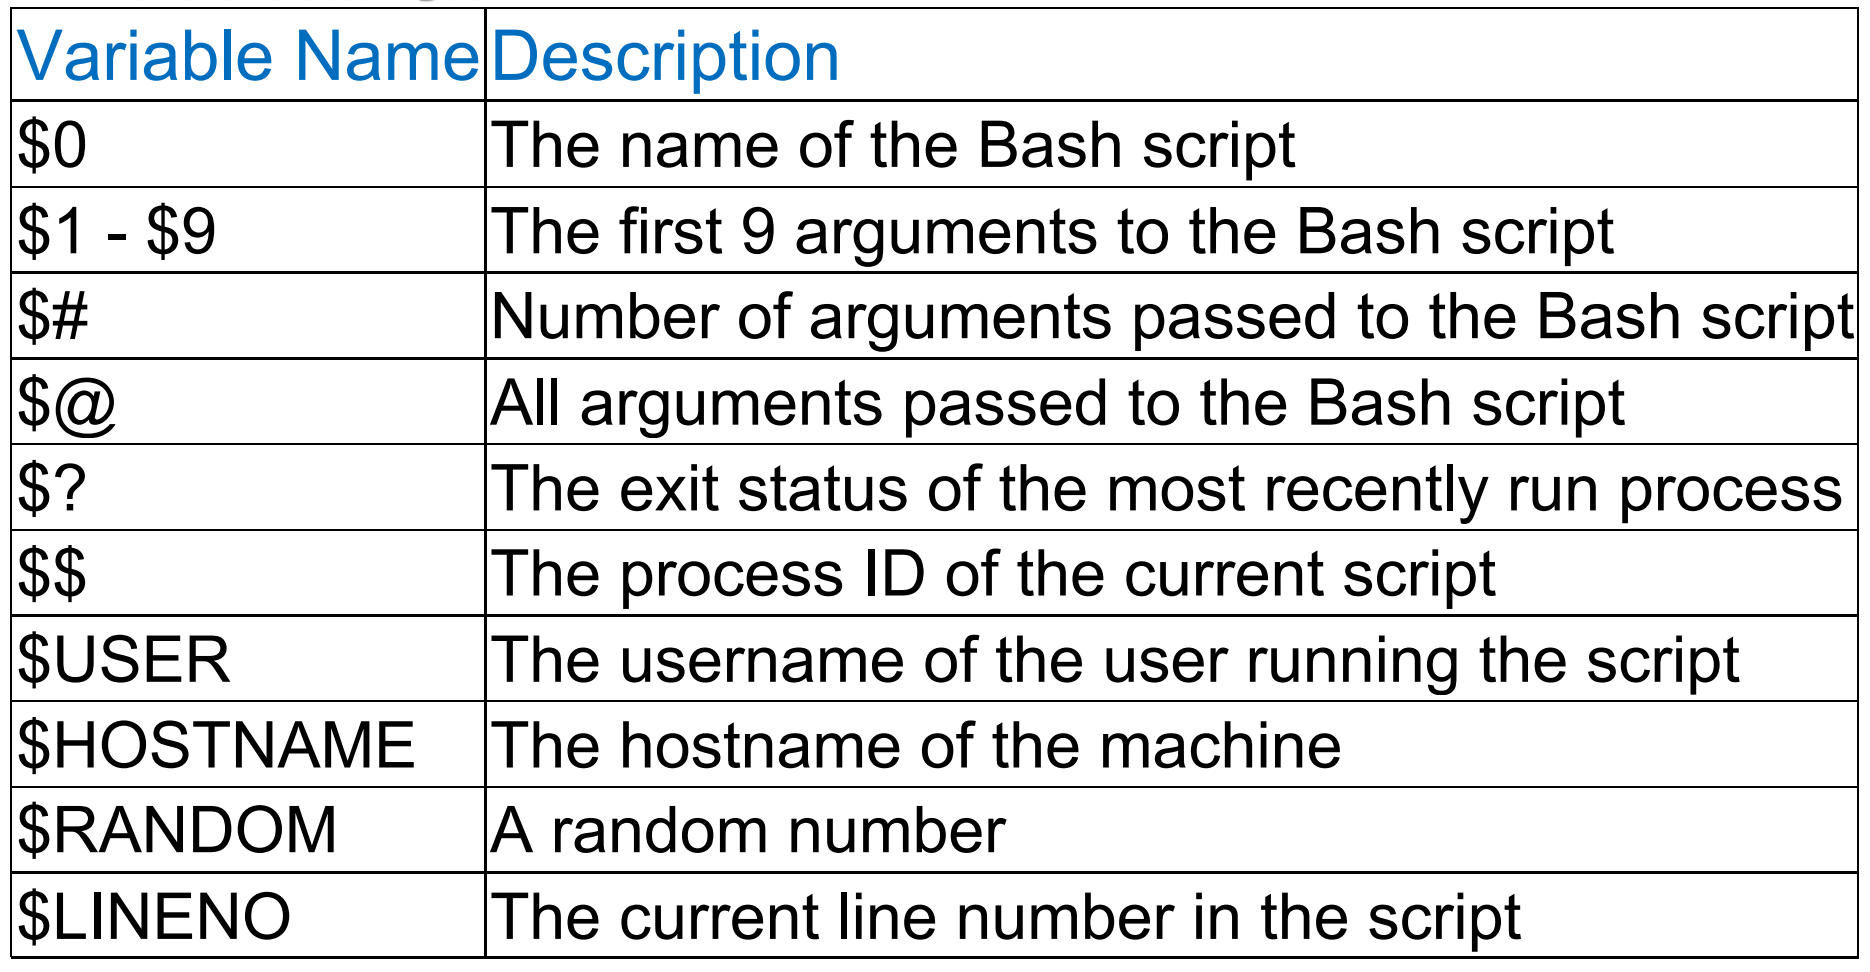 Variable Name Description
$0 The name of the Bash script
$1 - $9 The first 9 arguments to the Bash script
$# Number of arguments passed to the Bash script
$@ All arguments passed to the Bash script
$? The exit status of the most recently run process
$$ The process ID of the current script
$USER The username of the user running the script
$HOSTNAME The hostname of the machine
$RANDOM A random number
$LINENO The current line number in the script